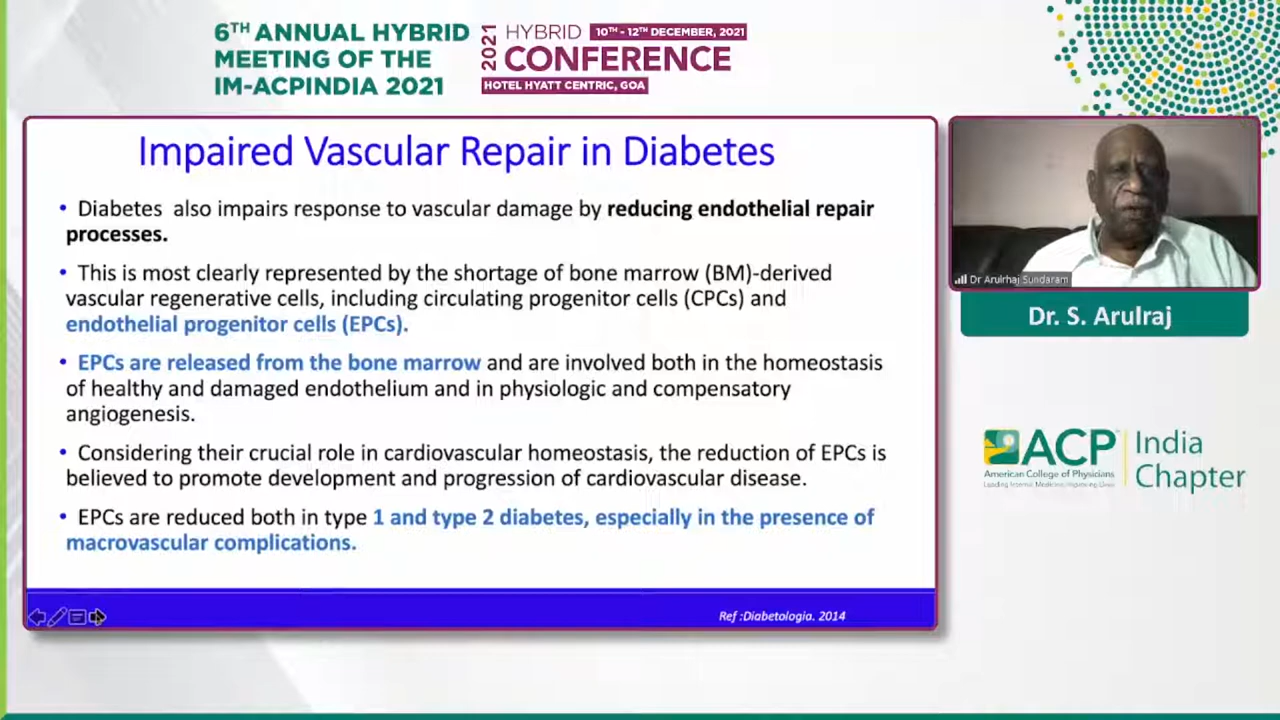 6TH ANNUAL HYBRID
MEETING OF THE
IM-ACPINDIA 2021
2021
HYBRID 10TH - 12TH DECEMBER, 2021
CONFERENCE
HOTEL HYATT CENTRIC, GOA
Impaired Vascular Repair in Diabetes
• Diabetes also impairs response to vascular damage by reducing endothelial repair
processes.
• This is most clearly represented by the shortage of bone marrow (BM)-derived
vascular regenerative cells, including circulating progenitor cells (CPCs) and
endothelial progenitor cells (EPCs).
• EPCs are released from the bone marrow and are involved both in the homeostasis
of healthy and damaged endothelium and in physiologic and compensatory
angiogenesis.
• Considering their crucial role in cardiovascular homeostasis, the reduction of EPCs is
believed to promote development and progression of cardiovascular disease.
• EPCs are reduced both in type 1 and type 2 diabetes, especially in the presence of
macrovascular complications.
Ref :Diabetologia. 2014
Dr Arulrhaj Sundaram
Dr. S. Arulraj
ACP
American College of Physicians
Leading Internal Medicine, Improving Lives
India
Chapter